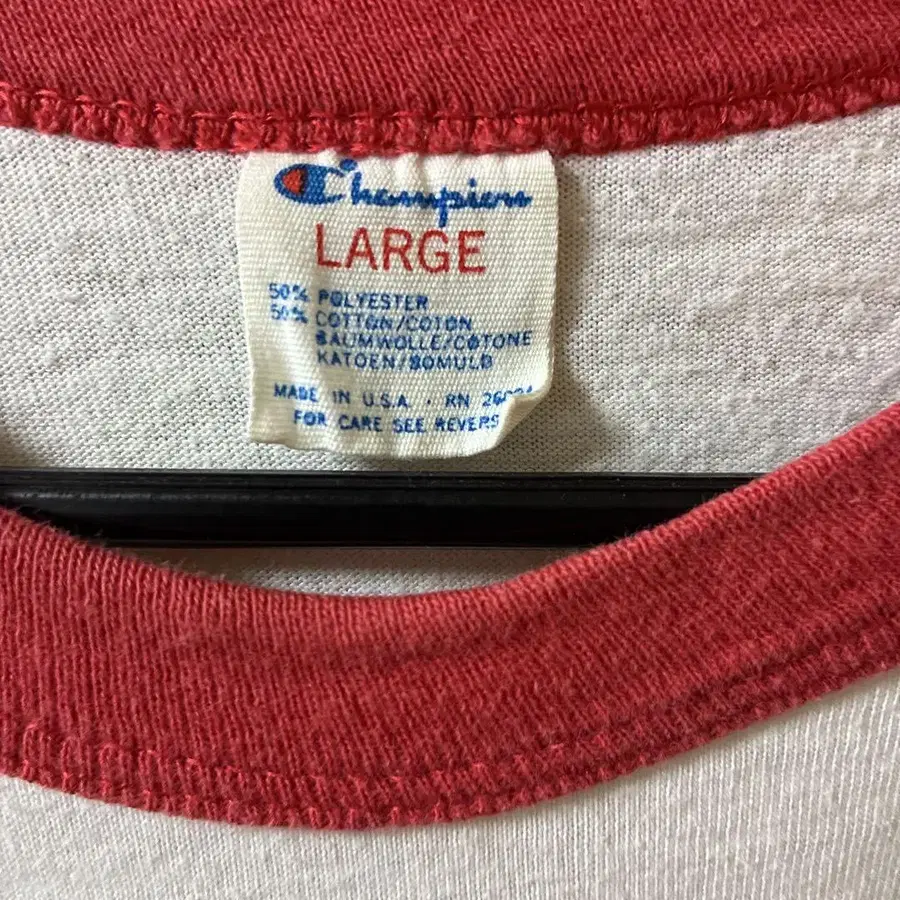 Champion
LARGE
50% POLYESTER
50% COTTON/COTON
BAUMWOLLE/COTONE
KATOEN/BOMULD
MADE IN U.S.A. · RN
FOR CARE SEE REVERS